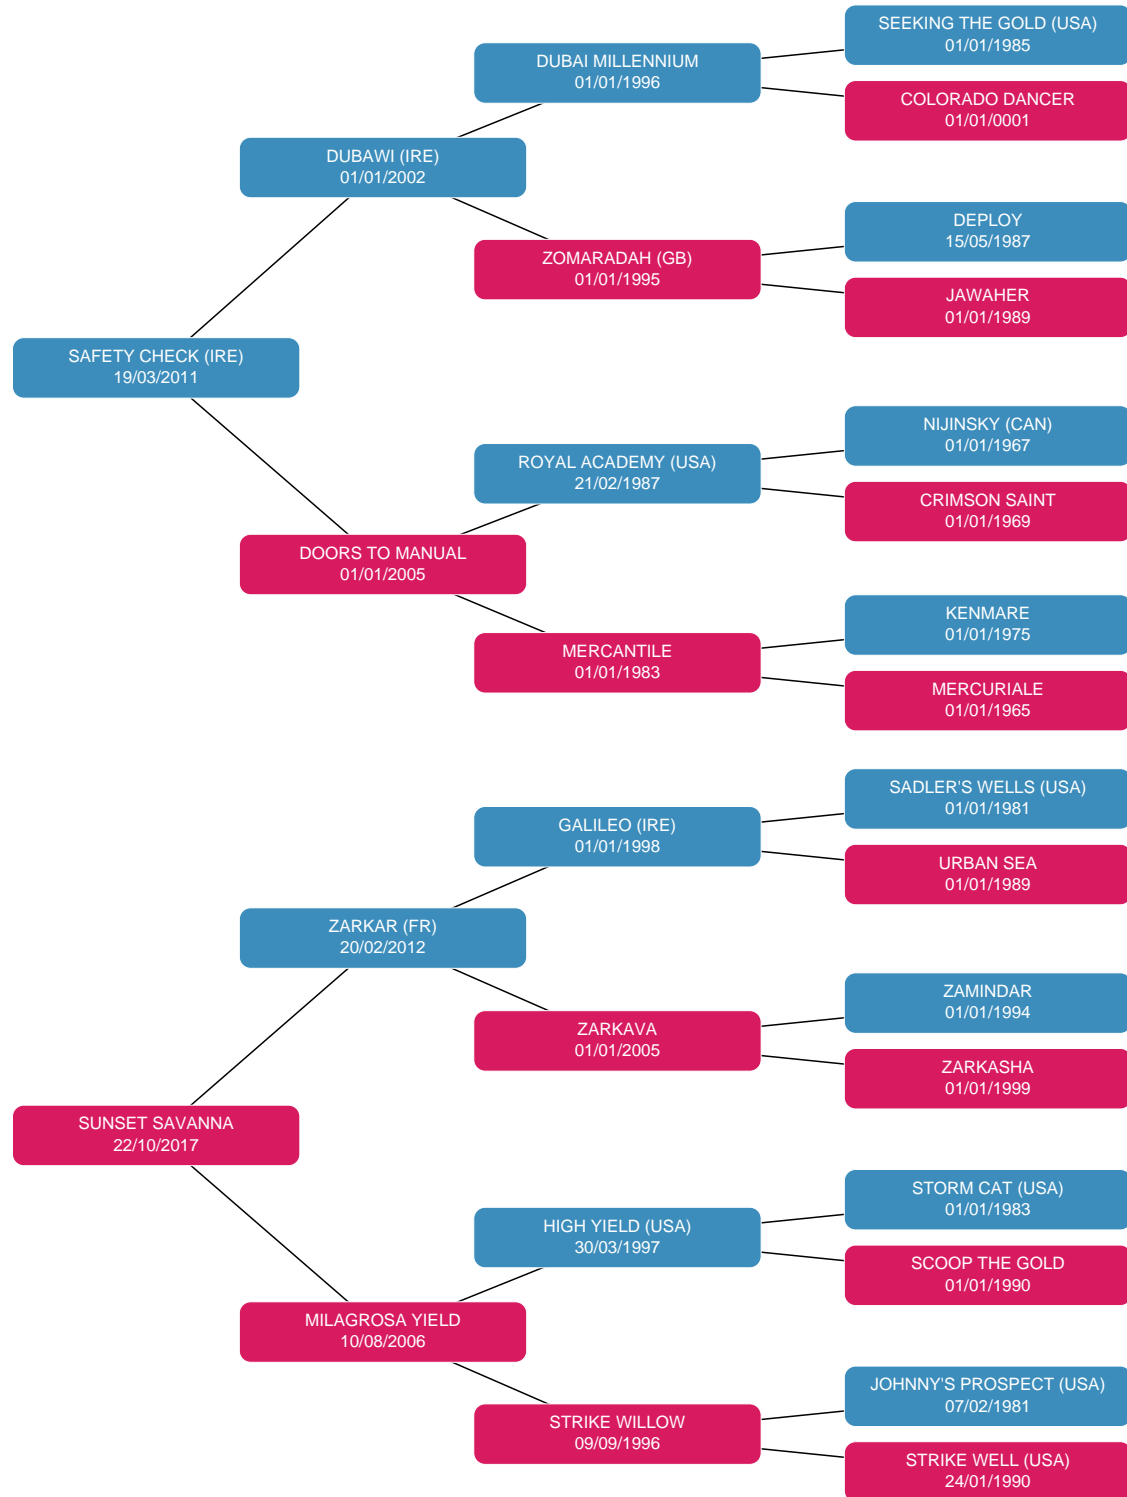 SEEKING THE GOLD (USA)
01/01/1985
DUBAI MILLENNIUM
01/01/1996
COLORADO DANCER
01/01/0001
DUBAWI (IRE)
01/01/2002
DEPLOY
15/05/1987
ZOMARADAH (GB)
01/01/1995
JAWAHER
01/01/1989
SAFETY CHECK (IRE)
19/03/2011
NIJINSKY (CAN)
01/01/1967
ROYAL ACADEMY (USA)
21/02/1987
CRIMSON SAINT
01/01/1969
DOORS TO MANUAL
01/01/2005
KENMARE
01/01/1975
MERCANTILE
01/01/1983
MERCURIALE
01/01/1965
SADLER'S WELLS (USA)
01/01/1981
GALILEO (IRE)
01/01/1998
URBAN SEA
01/01/1989
ZARKAR (FR)
20/02/2012
ZAMINDAR
01/01/1994
ZARKAVA
01/01/2005
ZARKASHA
01/01/1999
SUNSET SAVANNA
22/10/2017
STORM CAT (USA)
01/01/1983
HIGH YIELD (USA)
30/03/1997
SCOOP THE GOLD
01/01/1990
MILAGROSA YIELD
10/08/2006
JOHNNY'S PROSPECT (USA)
07/02/1981
STRIKE WILLOW
09/09/1996
STRIKE WELL (USA)
24/01/1990